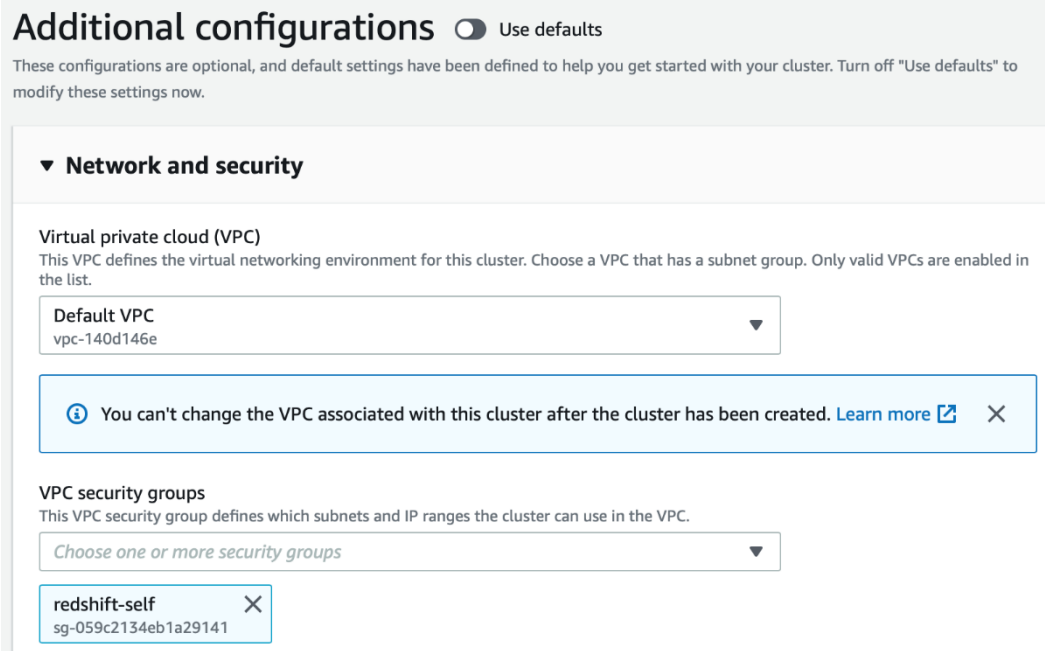 Additional configurations Use defaults
These configurations are optional, and default settings have been defined to help you get started with your cluster. Turn off "Use defaults" to
modify these settings now.
Network and security
Virtual private cloud (VPC)
This VPC defines the virtual networking environment for this cluster. Choose a VPC that has a subnet group. Only valid VPCs are enabled in
the list.
Default VPC
vpc-140d146e
You can't change the VPC associated with this cluster after the cluster has been created. Learn more
VPC security groups
This VPC security group defines which subnets and IP ranges the cluster can use in the VPC.
Choose one or more security groups
redshift-self
sg-059c2134eb1a29141